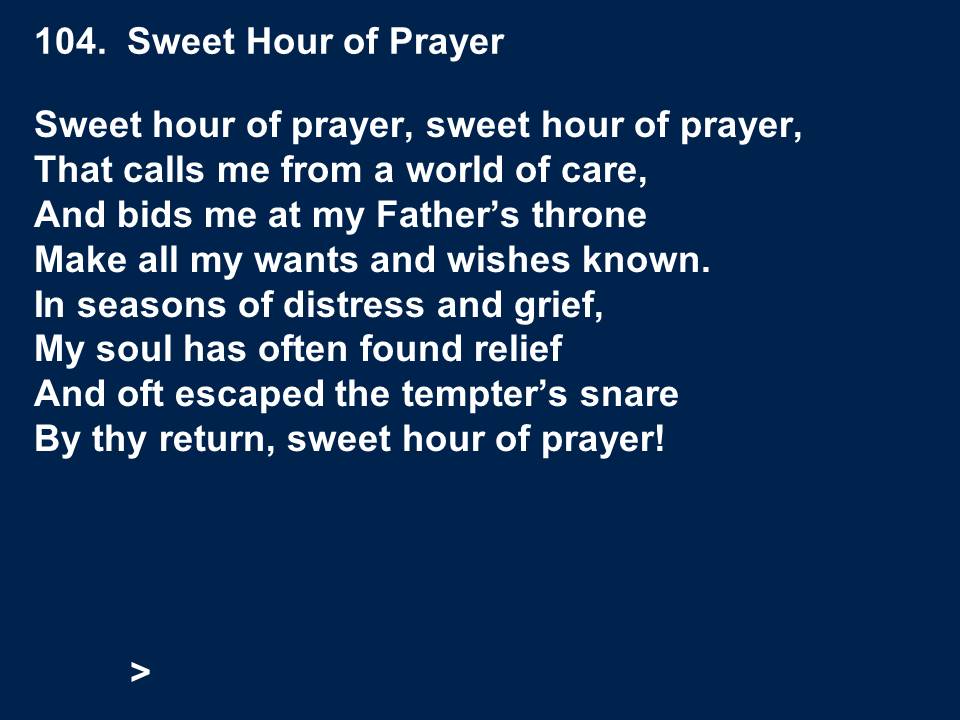 104.  Sweet Hour of Prayer
Sweet hour of prayer, sweet hour of prayer,
That calls me from a world of care,
And bids me at my Father’s throne
Make all my wants and wishes known.
In seasons of distress and grief,
My soul has often found relief
And oft escaped the tempter’s snare
By thy return, sweet hour of prayer!
>